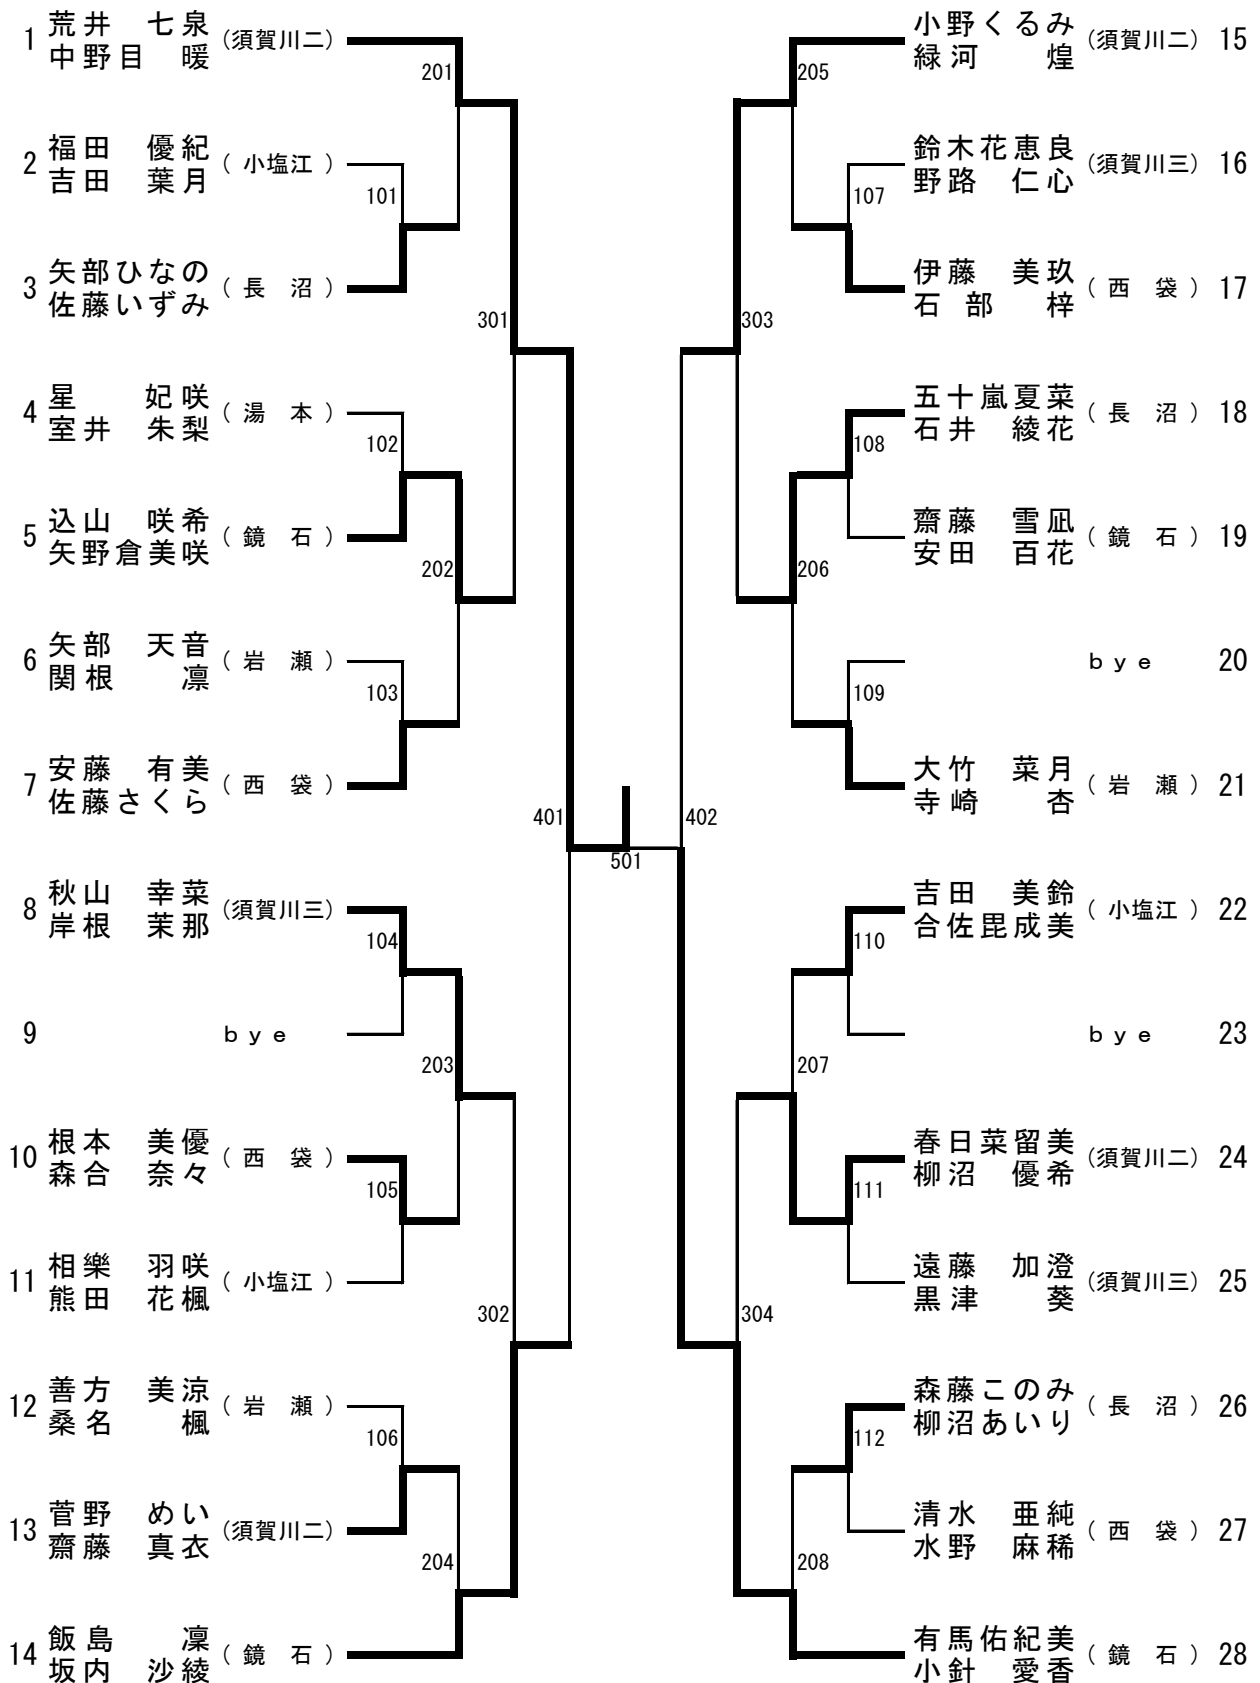 1 荒井 七泉 (須賀川二)
中野目 暖
201
2 福田 優紀 (小塩江)
吉田 葉月
101
3 矢部ひなの (長 沼)
佐藤いずみ
301
4 星 妃咲 (湯 本)
室井 朱梨
102
5 込山 咲希 (鏡 石)
矢野倉美咲
202
6 矢部 天音 (岩 瀬)
関根 凛
103
7 安藤 有美 (西 袋)
佐藤さくら
401
8 秋山 幸菜 (須賀川三)
岸根 茉那
104
9 bye
203
10 根本 美優 (西 袋)
森合 奈々
105
11 相樂 羽咲 (小塩江)
熊田 花楓
302
12 善方 美涼 (岩 瀬)
桑名 楓
106
13 菅野 めい (須賀川二)
齋藤 真衣
204
14 飯島 凜 (鏡 石)
坂内 沙綾
501
小野くるみ (須賀川二) 15
緑河 煌
205
鈴木花恵良 (須賀川三) 16
野路 仁心
107
伊藤 美玖 (西 袋) 17
石部 梓
303
五十嵐夏菜 (長 沼) 18
石井 綾花
108
齋藤 雪凪 (鏡 石) 19
安田 百花
206
bye 20
109
大竹 菜月 (岩 瀬) 21
寺崎 杏
402
吉田 美鈴 (小塩江) 22
合佐毘成美
110
bye 23
207
春日菜留美 (須賀川二) 24
柳沼 優希
111
遠藤 加澄 (須賀川三) 25
黒津 葵
304
森藤このみ (長 沼) 26
柳沼あいり
112
清水 亜純 (西 袋) 27
水野 麻稀
208
有馬佑紀美 (鏡 石) 28
小針 愛香